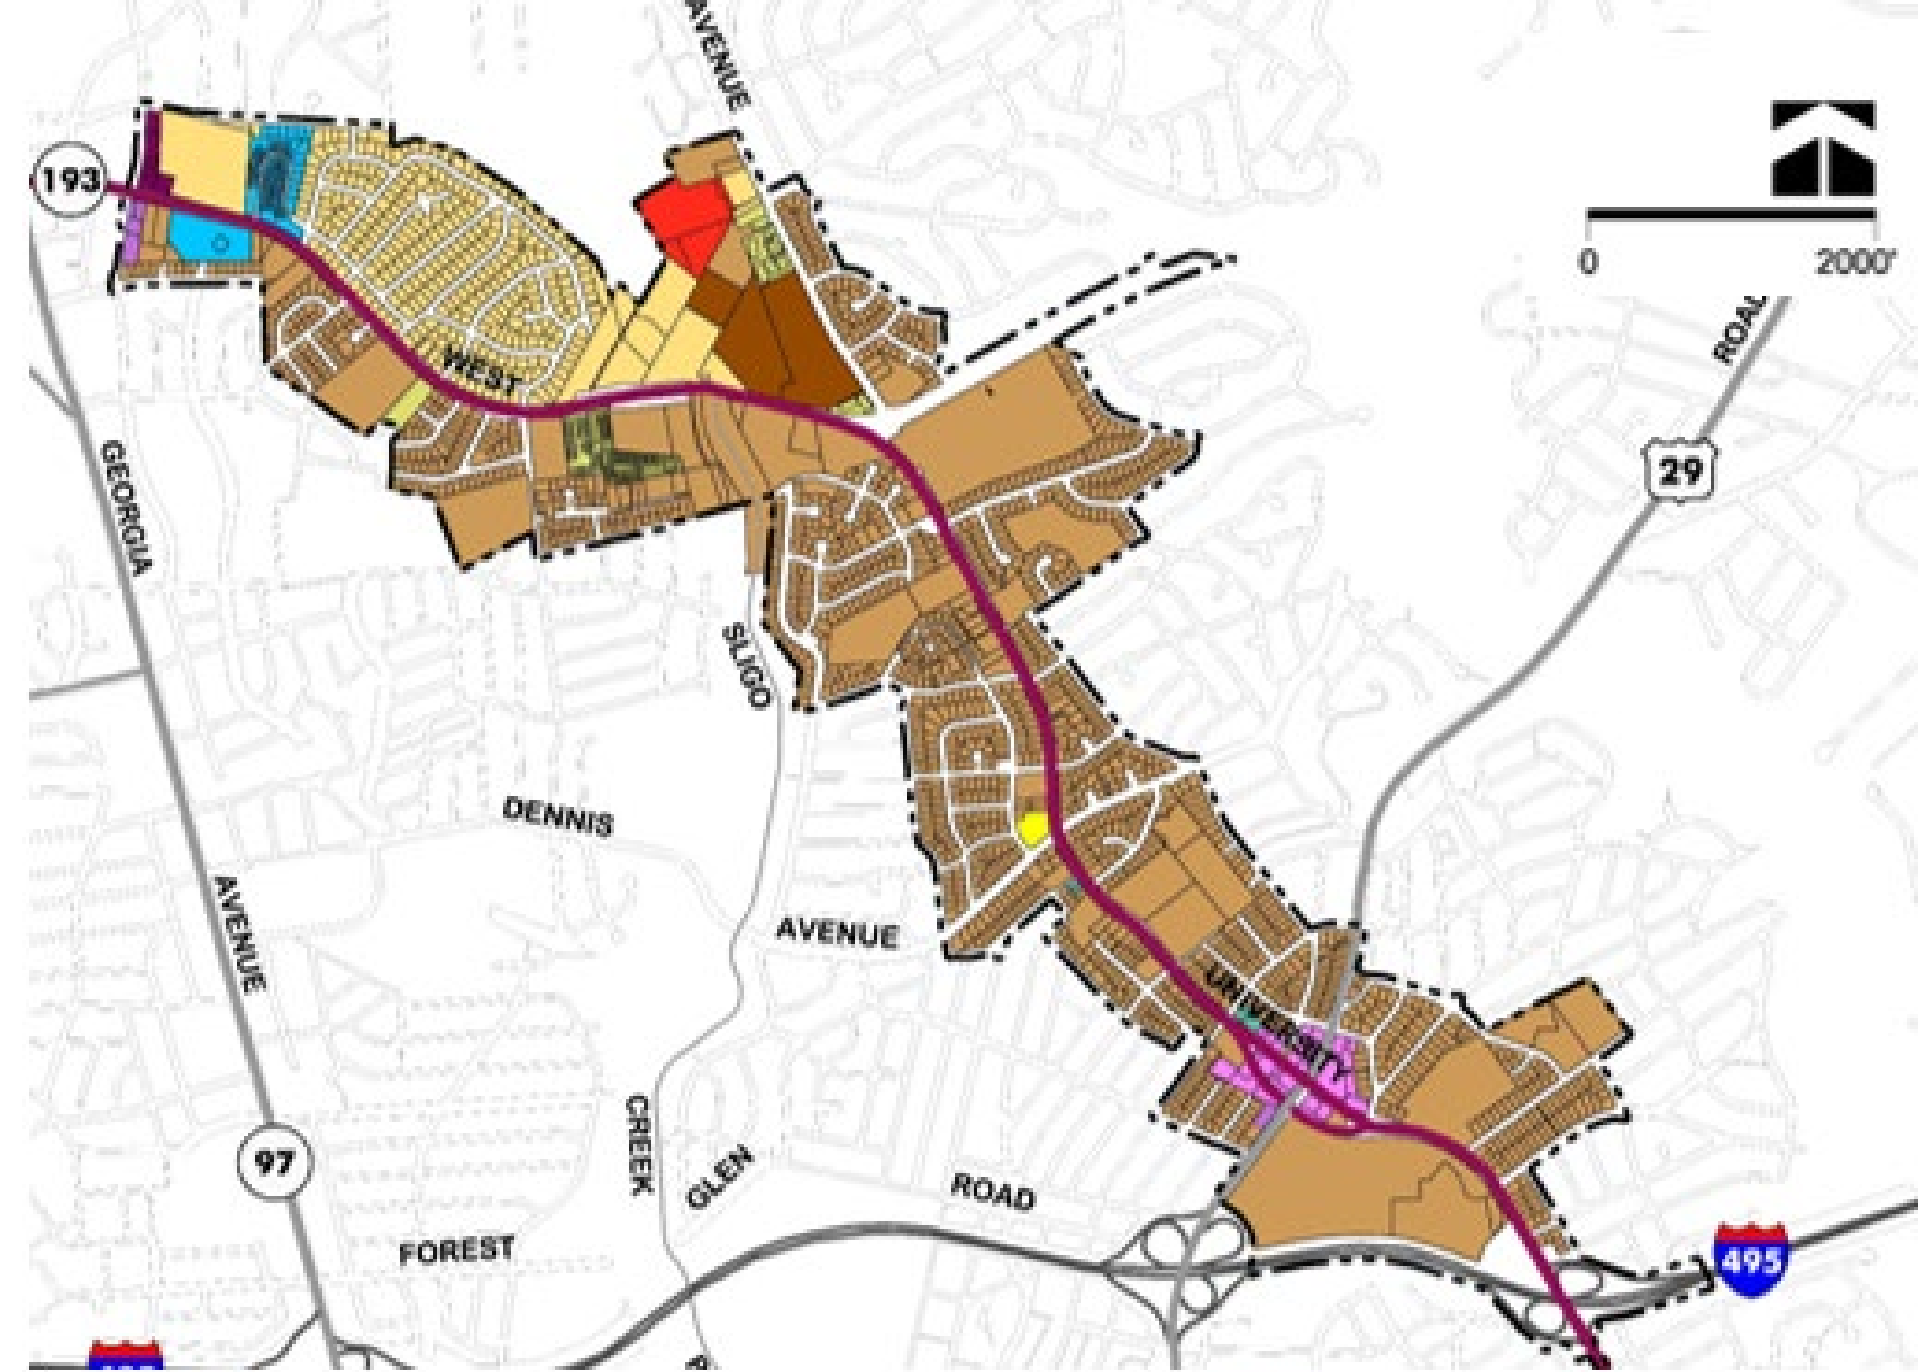 AVENUE
193
0 2000'
ROAD
WEST
29
GEORGIA
SLIGO
DENNIS
AVENUE
AVENUE
UNIVERSITY
CREEK
GLEN
97
ROAD
FOREST
495